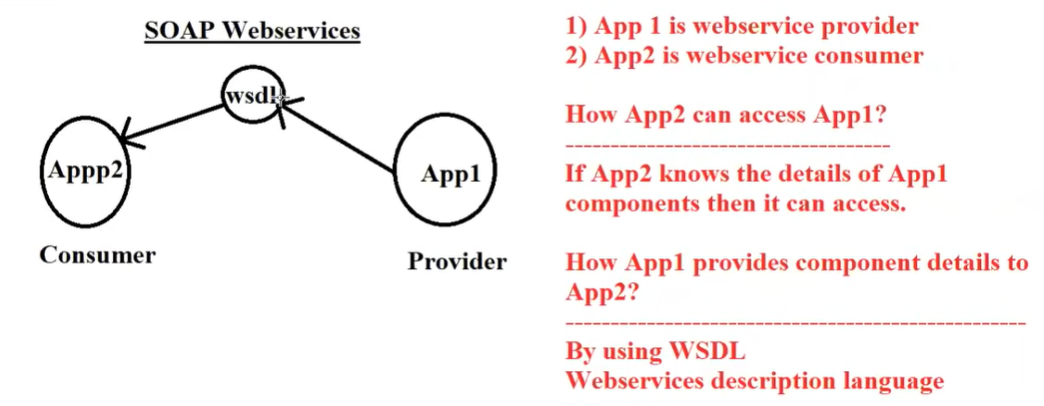 SOAP Webservices
wsdl
Appp2
App1
Consumer
Provider
1) App 1 is webservice provider
2) App2 is webservice consumer
How App2 can access App1?
-----------------------------------
If App2 knows the details of App1
components then it can access.
How App1 provides component details to
App2?
--------------------------------------------------
By using WSDL
Webservices description language